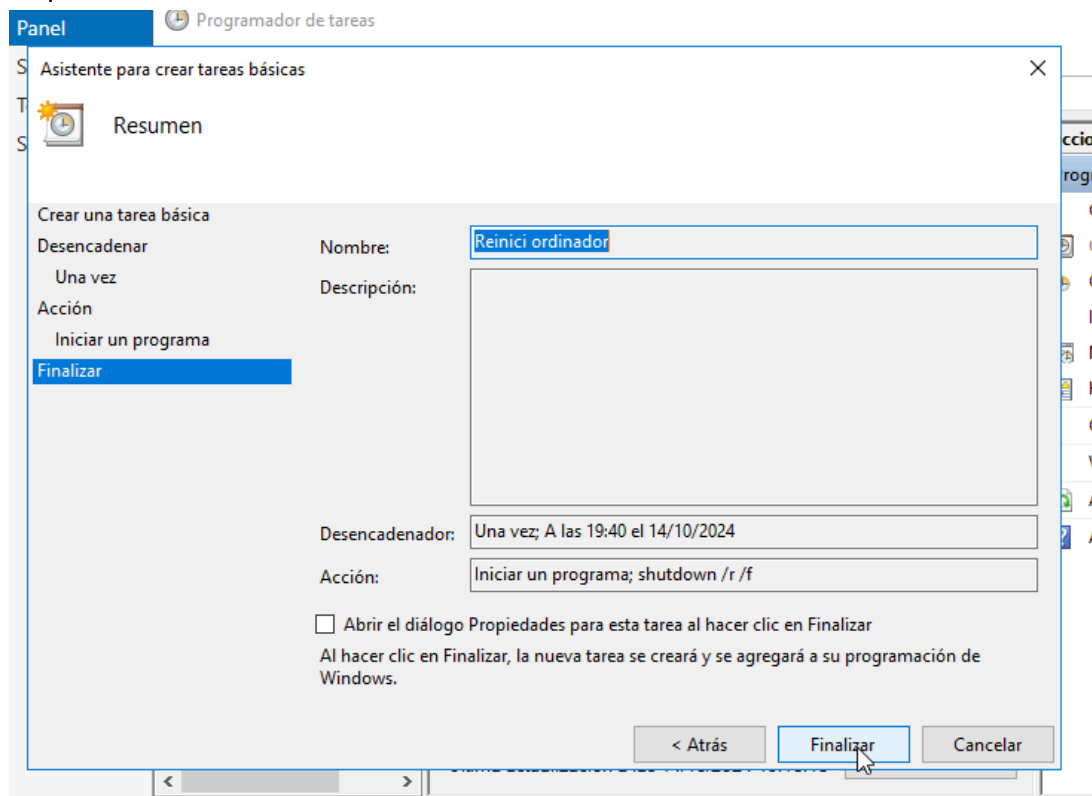 Panel
Programador de tareas
Asistente para crear tareas básicas
Resumen
Crear una tarea básica
Desencadenar
Una vez
Acción
Iniciar un programa
Finalizar
Nombre:
Reinici ordinador
Descripción:
Desencadenador:
Una vez; A las 19:40 el 14/10/2024
Acción:
Iniciar un programa; shutdown /r /f
Abrir el diálogo Propiedades para esta tarea al hacer clic en Finalizar
Al hacer clic en Finalizar, la nueva tarea se creará y se agregará a su programación de
Windows.
< Atrás
Finalizar
Cancelar